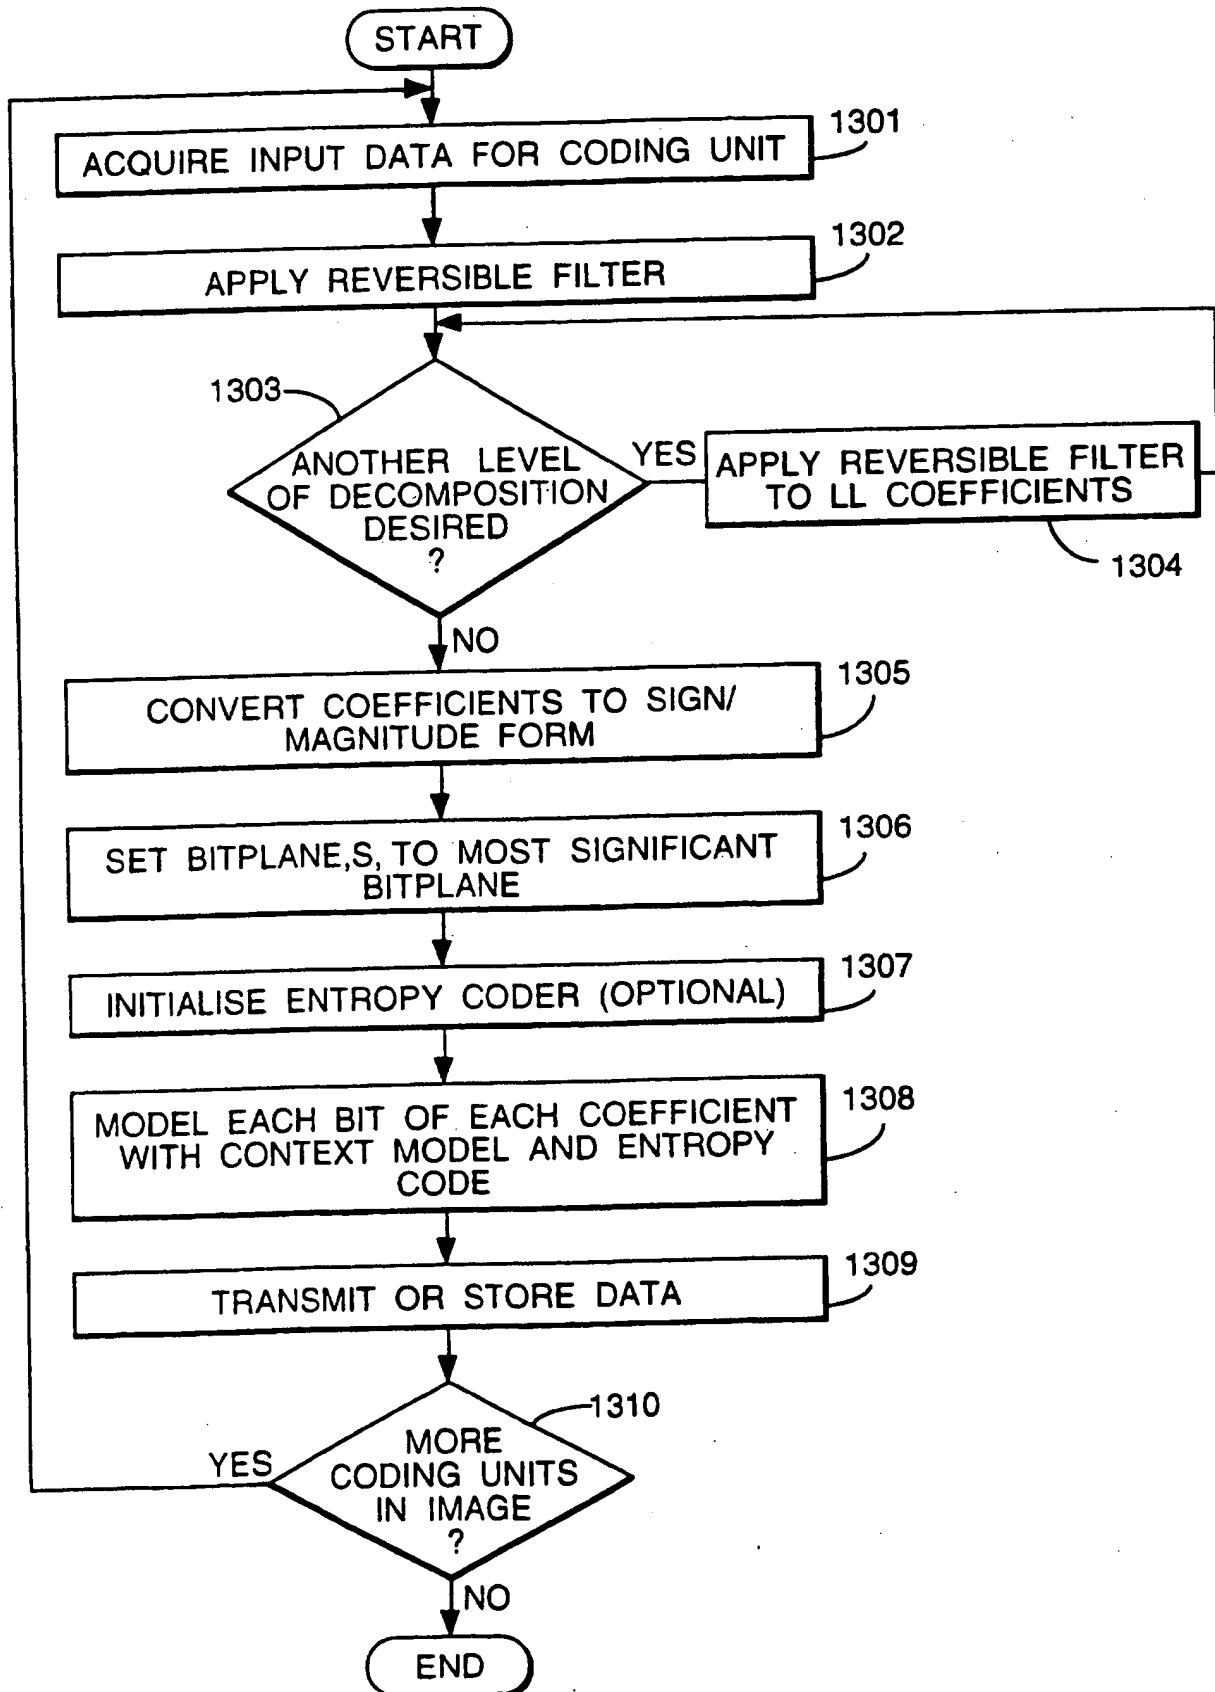 START
1301
ACQUIRE INPUT DATA FOR CODING UNIT
1302
APPLY REVERSIBLE FILTER
1303
ANOTHER LEVEL
OF DECOMPOSITION
DESIRED
?
YES
APPLY REVERSIBLE FILTER
TO LL COEFFICIENTS
1304
NO
1305
CONVERT COEFFICIENTS TO SIGN/
MAGNITUDE FORM
1306
SET BITPLANE,S, TO MOST SIGNIFICANT
BITPLANE
1307
INITIALISE ENTROPY CODER (OPTIONAL)
1308
MODEL EACH BIT OF EACH COEFFICIENT
WITH CONTEXT MODEL AND ENTROPY
CODE
1309
TRANSMIT OR STORE DATA
1310
MORE
CODING UNITS
IN IMAGE
?
YES
NO
END